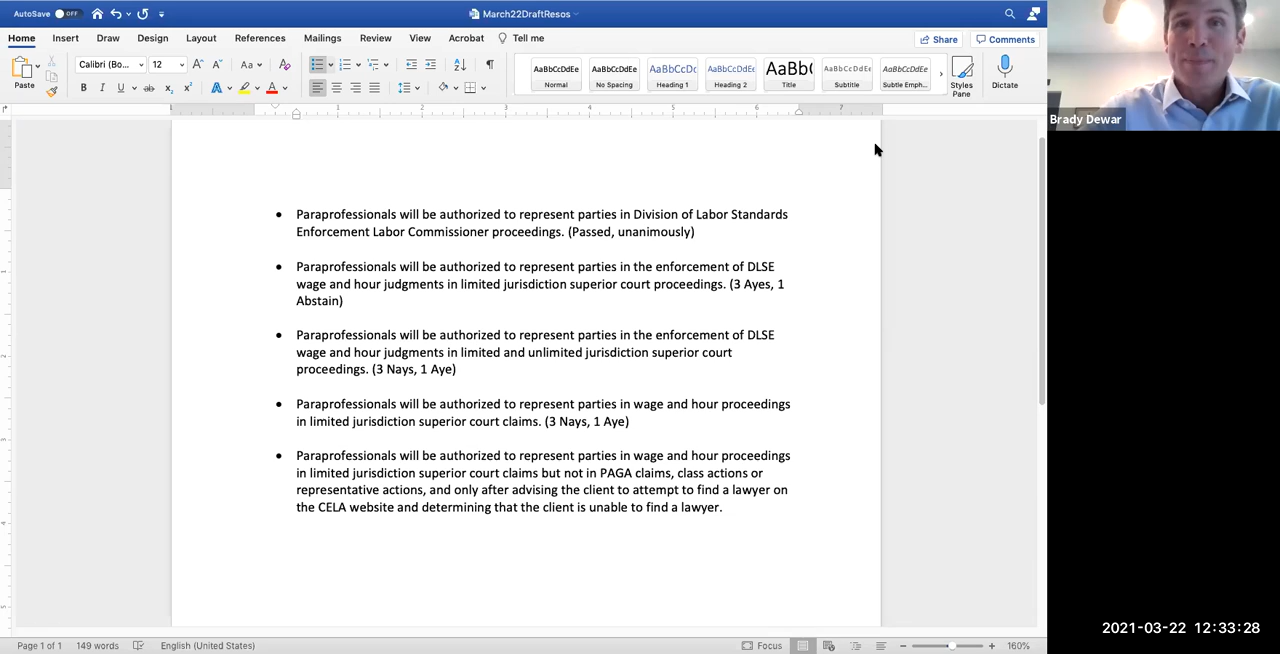 AutoSave OFF
March22DraftResos
Home Insert Draw Design Layout References Mailings Review View Acrobat Tell me
Share Comments
Paste
Calibri (Bo... 12
AaBbCcDdEe AaBbCcDdEe AaBbCcDc AaBbCcDdEe AaBb( AaBbCcDdEe AaBbCcDdEe
Normal No Spacing Heading 1 Heading 2 Title Subtitle Subtle Emph...
Styles
Pane
Dictate
Brady Dewar
• Paraprofessionals will be authorized to represent parties in Division of Labor Standards
Enforcement Labor Commissioner proceedings. (Passed, unanimously)
• Paraprofessionals will be authorized to represent parties in the enforcement of DLSE
wage and hour judgments in limited jurisdiction superior court proceedings. (3 Ayes, 1
Abstain)
• Paraprofessionals will be authorized to represent parties in the enforcement of DLSE
wage and hour judgments in limited and unlimited jurisdiction superior court
proceedings. (3 Nays, 1 Aye)
• Paraprofessionals will be authorized to represent parties in wage and hour proceedings
in limited jurisdiction superior court claims. (3 Nays, 1 Aye)
• Paraprofessionals will be authorized to represent parties in wage and hour proceedings
in limited jurisdiction superior court claims but not in PAGA claims, class actions or
representative actions, and only after advising the client to attempt to find a lawyer on
the CELA website and determining that the client is unable to find a lawyer.
2021-03-22 12:33:28
Page 1 of 1 149 words English (United States) Focus 160%